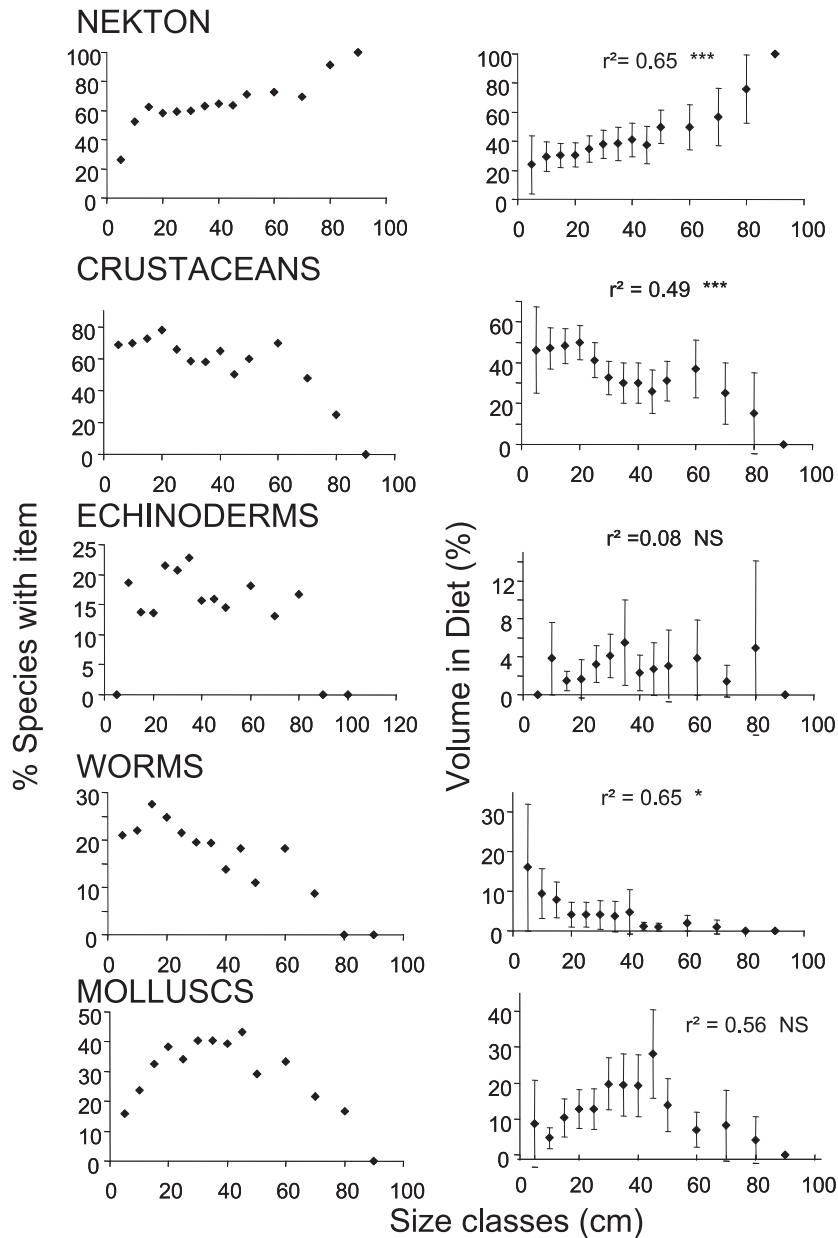 NEKTON
100
80
60
40
20
0
0 20 40 60 80 100
r²= 0.65 ***
100
80
60
40
20
0
0 20 40 60 80 100
CRUSTACEANS
80
60
40
20
0
0 20 40 60 80 100
r² = 0.49 ***
60
40
20
0
0 20 40 60 80 100
ECHINODERMS
25
20
15
10
5
0
0 20 40 60 80 100 120
r² =0.08 NS
12
8
4
0
0 20 40 60 80 100
WORMS
30
20
10
0
0 20 40 60 80 100
r² = 0.65 *
30
20
10
0
0 20 40 60 80 100
MOLLUSCS
50
40
30
20
10
0
0 20 40 60 80 100
r² = 0.56 NS
40
30
20
10
0
0 20 40 60 80 100
% Species with item
Volume in Diet (%)
Size classes (cm)